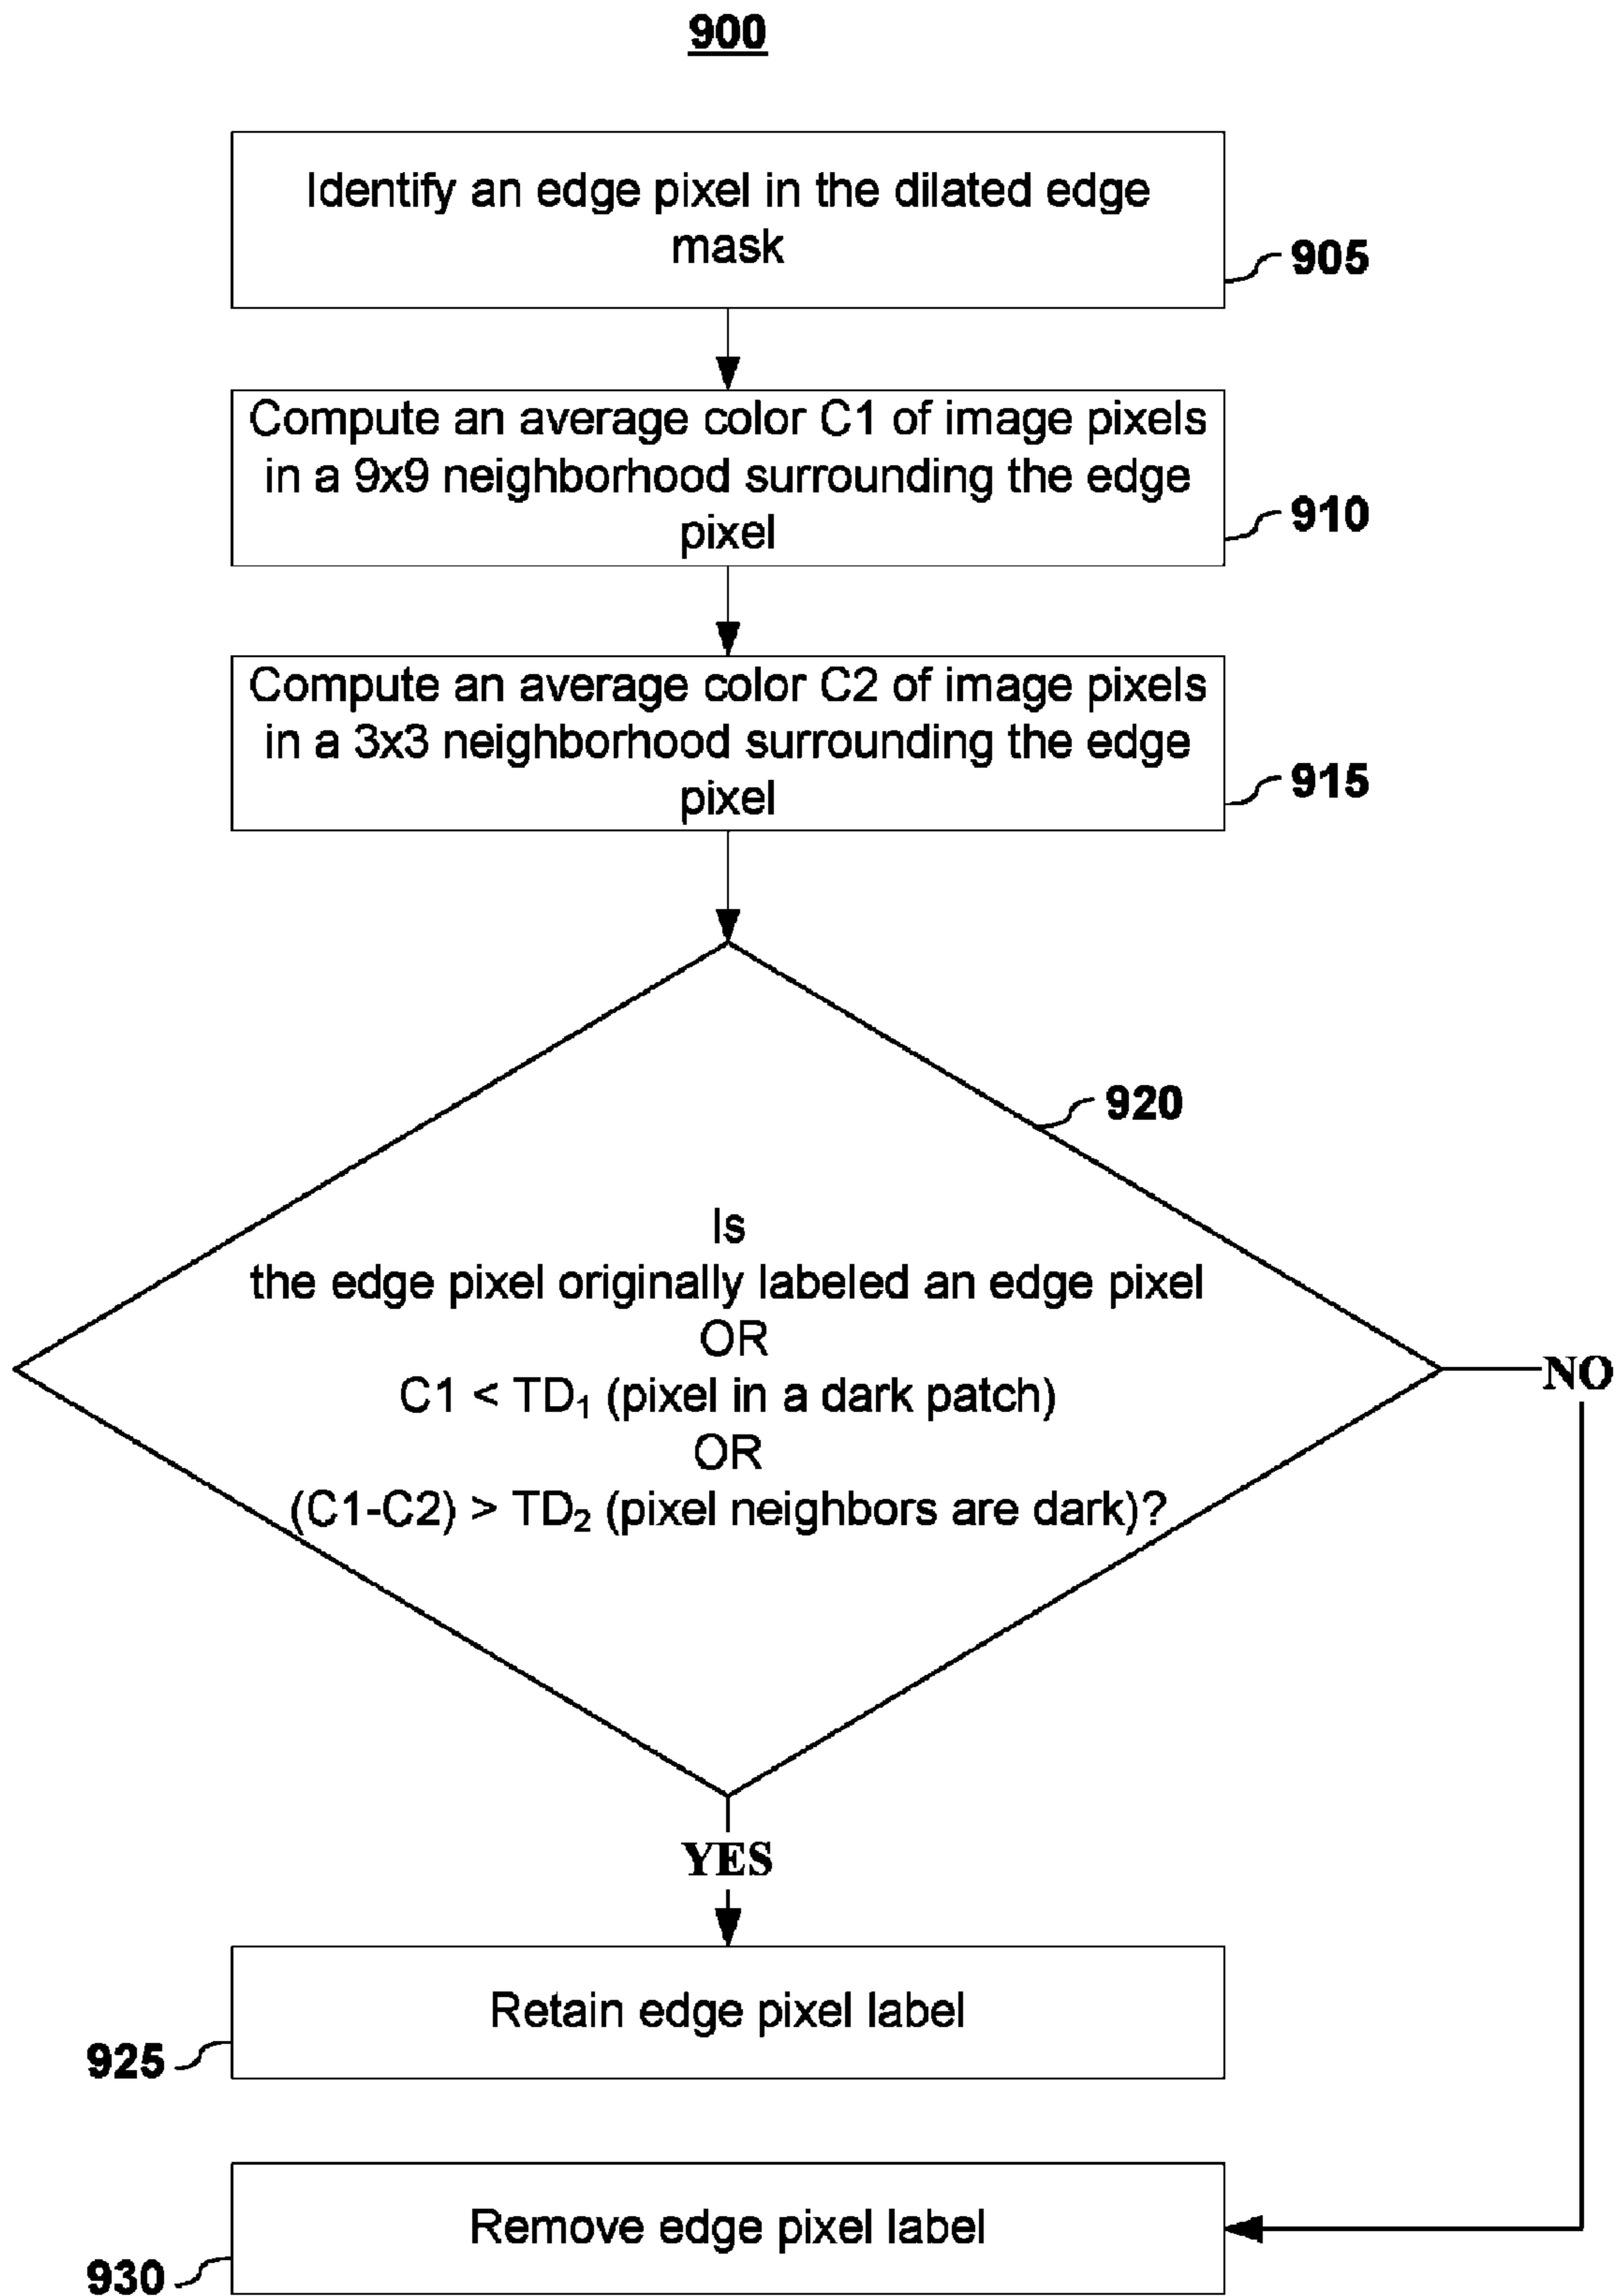 900
Identify an edge pixel in the dilated edge
mask
905
Compute an average color C1 of image pixels
in a 9x9 neighborhood surrounding the edge
pixel
910
Compute an average color C2 of image pixels
in a 3x3 neighborhood surrounding the edge
pixel
915
920
Is
the edge pixel originally labeled an edge pixel
OR
C1 < TD₁ (pixel in a dark patch)
OR
(C1-C2) > TD₂ (pixel neighbors are dark)?
NO
YES
Retain edge pixel label
925
Remove edge pixel label
930